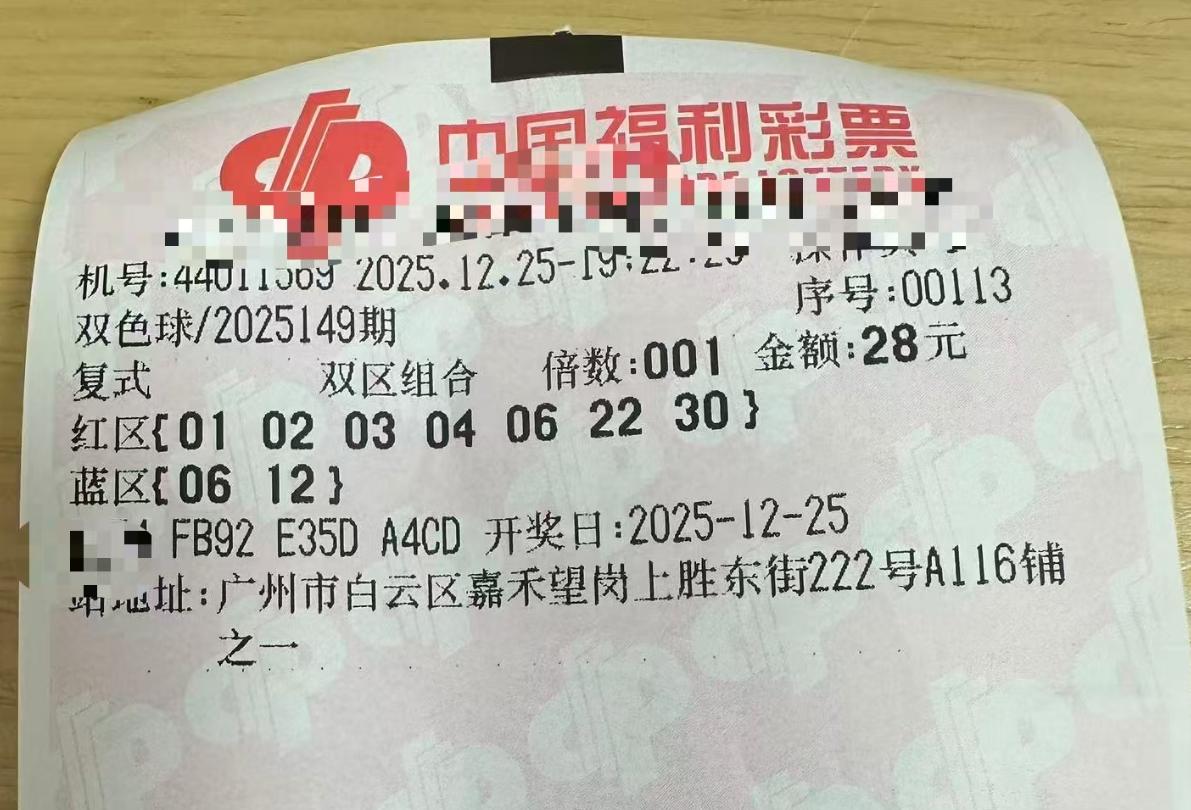 中国福利彩票
机号:44011569 2025.12.25-19:22:25
序号:00113
双色球/2025149期
复式 双区组合 倍数:001 金额:28元
红区{01 02 03 04 06 22 30}
蓝区{06 12}
FB92 E35D A4CD 开奖日:2025-12-25
站地址:广州市白云区嘉禾望岗上胜东街222号A116铺
之一